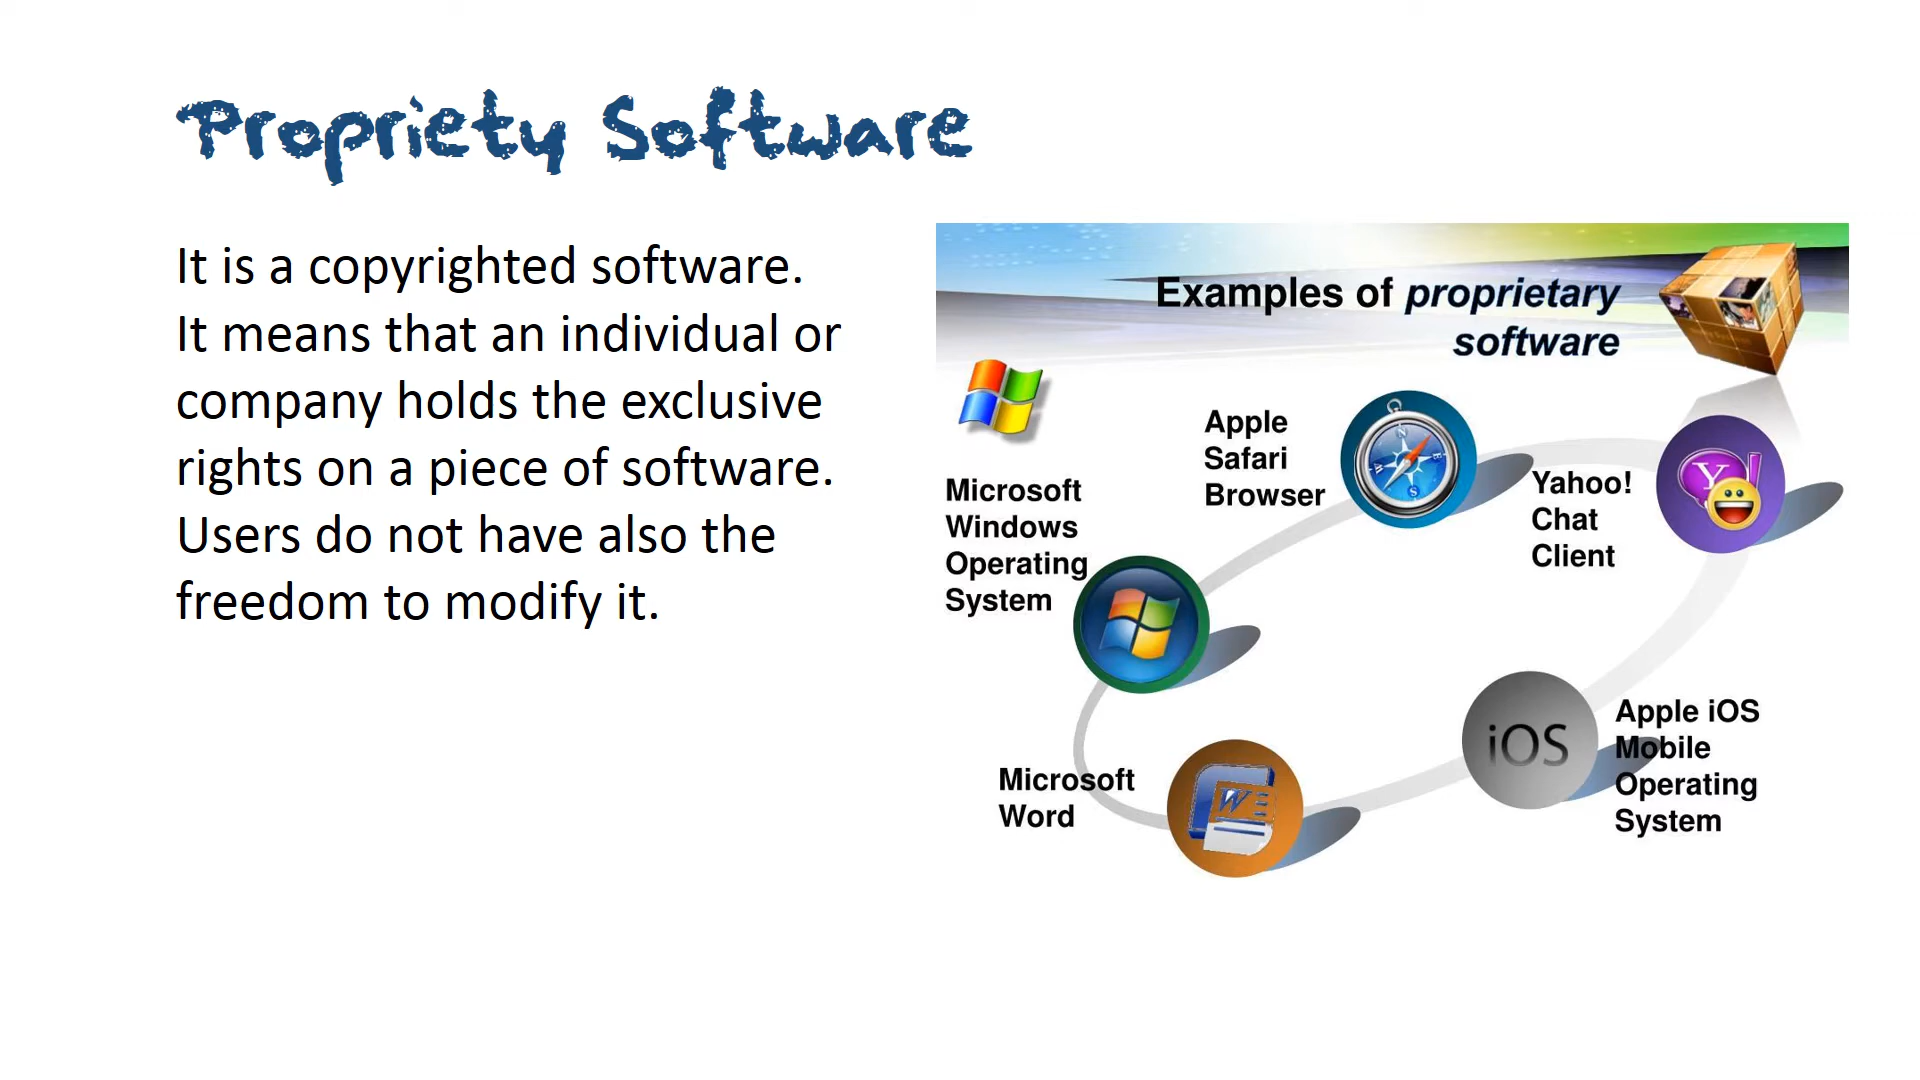 Propriety Software
It is a copyrighted software.
It means that an individual or
company holds the exclusive
rights on a piece of software.
Users do not have also the
freedom to modify it.
Examples of proprietary
software
Apple
Safari
Browser
Yahoo!
Chat
Client
Microsoft
Windows
Operating
System
Microsoft
Word
W
iOS
Apple iOS
Mobile
Operating
System